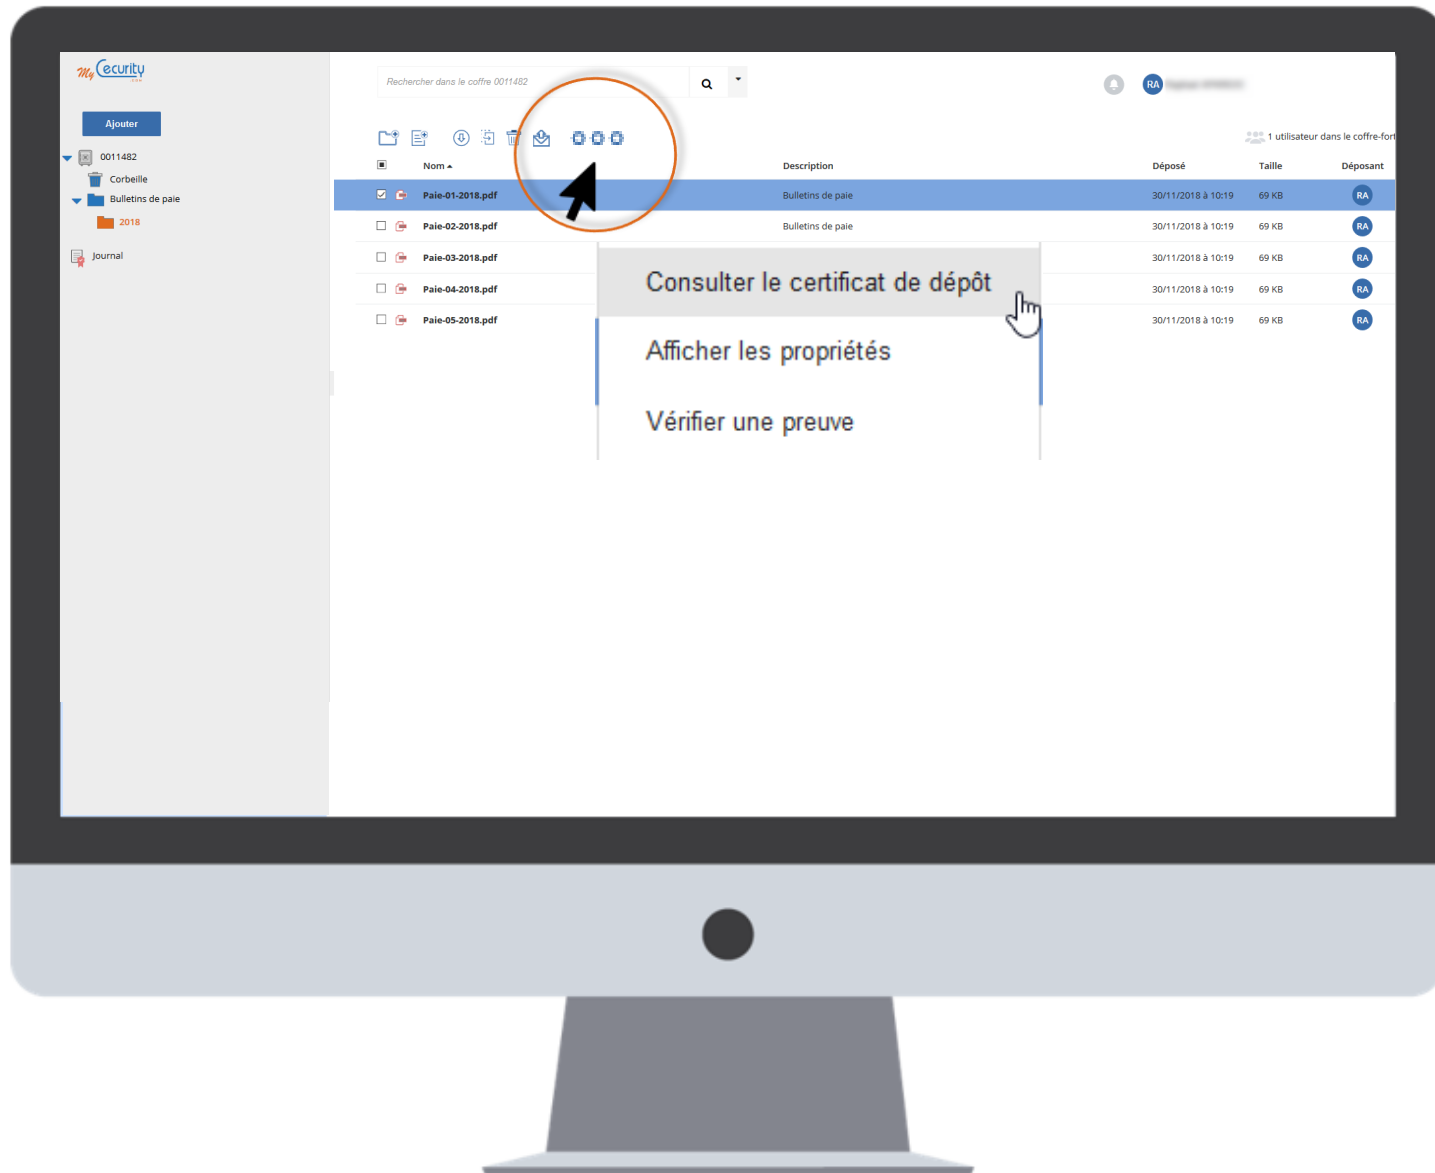 My Cecurity
.COM
Rechercher dans le coffre 0011482
RA
Ajouter
1 utilisateur dans le coffre-fort
0011482
Corbeille
Bulletins de paie
2018
Journal
Nom Description Déposé Taille Déposant
Paie-01-2018.pdf Bulletins de paie 30/11/2018 à 10:19 69 KB RA
Paie-02-2018.pdf Bulletins de paie 30/11/2018 à 10:19 69 KB RA
Paie-03-2018.pdf 30/11/2018 à 10:19 69 KB RA
Paie-04-2018.pdf 30/11/2018 à 10:19 69 KB RA
Paie-05-2018.pdf 30/11/2018 à 10:19 69 KB RA
Consulter le certificat de dépôt
Afficher les propriétés
Vérifier une preuve